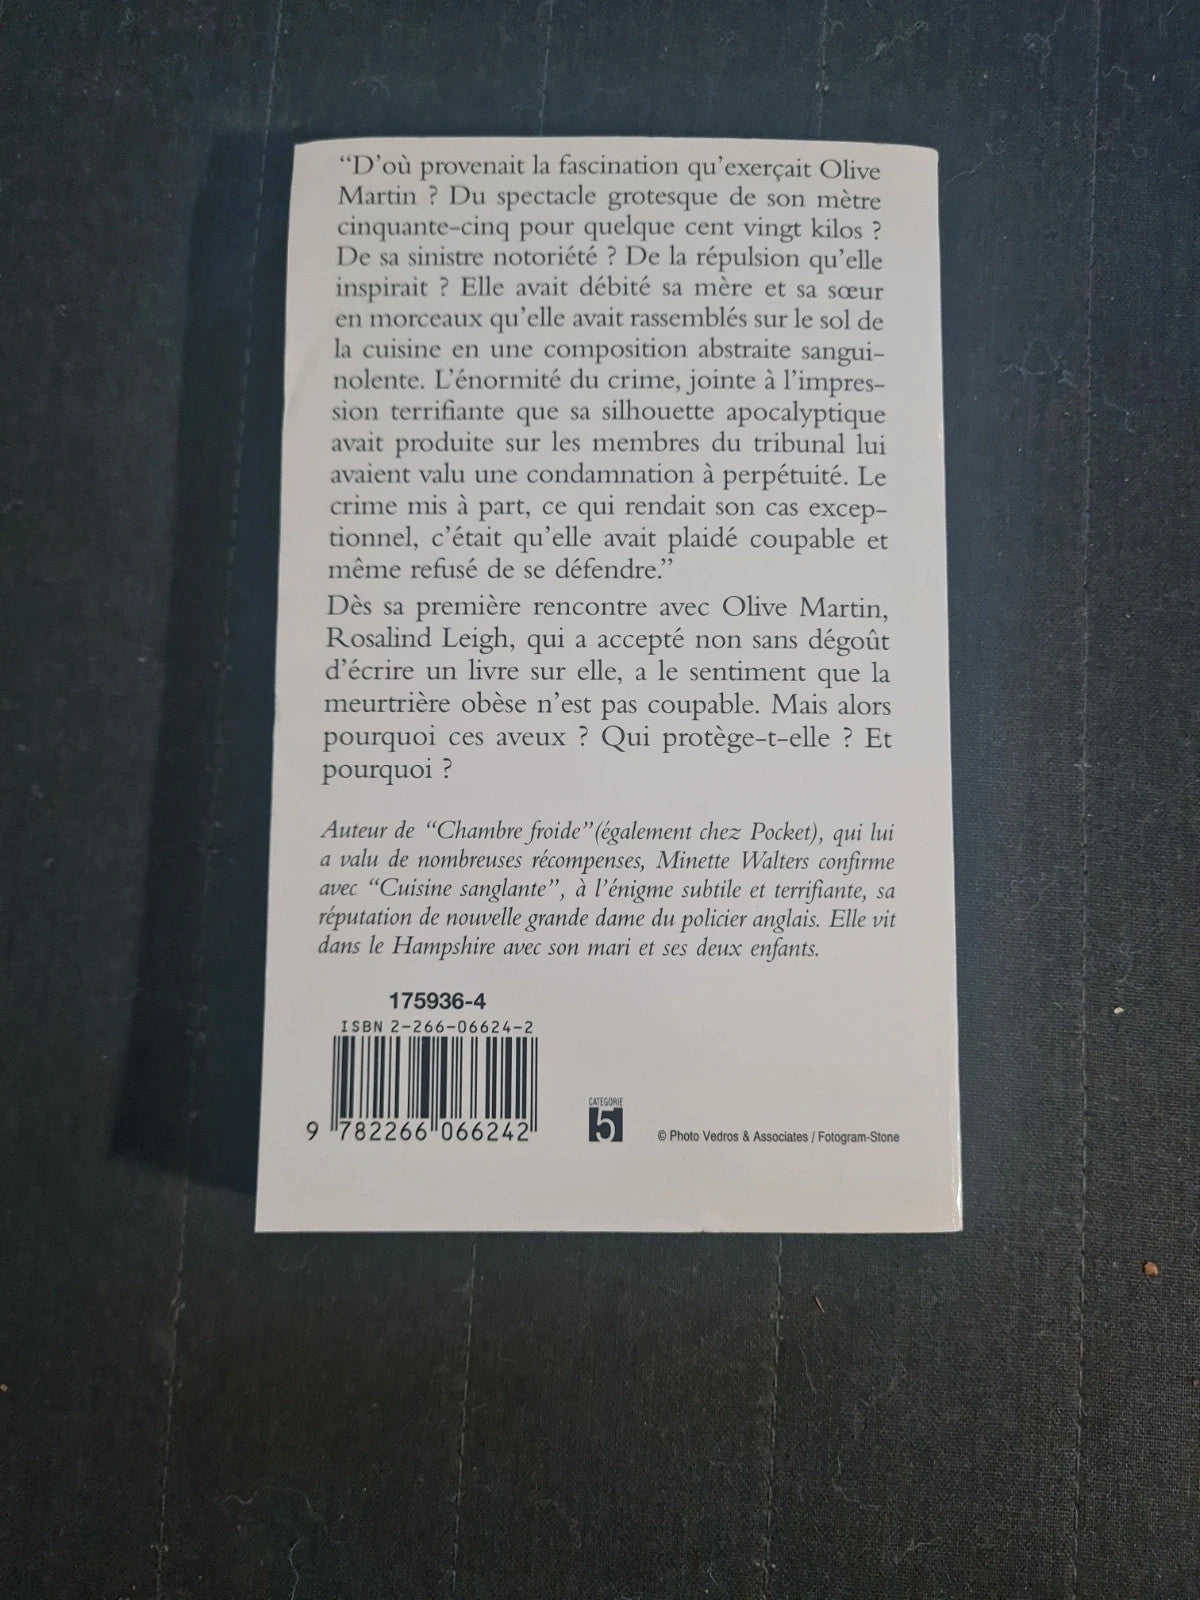 “D’où provenait la fascination qu’exerçait Olive
Martin ? Du spectacle grotesque de son mètre
cinquante-cinq pour quelque cent vingt kilos ?
De sa sinistre notoriété ? De la répulsion qu’elle
inspirait ? Elle avait débité sa mère et sa sœur
en morceaux qu’elle avait rassemblés sur le sol de
la cuisine en une composition abstraite sangui-
nolente. L’énormité du crime, jointe à l’impres-
sion terrifiante que sa silhouette apocalyptique
avait produite sur les membres du tribunal lui
avaient valu une condamnation à perpétuité. Le
crime mis à part, ce qui rendait son cas excep-
tionnel, c’était qu’elle avait plaidé coupable et
même refusé de se défendre.”
Dès sa première rencontre avec Olive Martin,
Rosalind Leigh, qui a accepté non sans dégoût
d’écrire un livre sur elle, a le sentiment que la
meurtrière obèse n’est pas coupable. Mais alors
pourquoi ces aveux ? Qui protège-t-elle ? Et
pourquoi ?
Auteur de “Chambre froide”(également chez Pocket), qui lui
a valu de nombreuses récompenses, Minette Walters confirme
avec “Cuisine sanglante”, à l’énigme subtile et terrifiante, sa
réputation de nouvelle grande dame du policier anglais. Elle vit
dans le Hampshire avec son mari et ses deux enfants.
175936-4
ISBN 2-266-06624-2
9 782266 066242
CATEGORIE
5
© Photo Vedros & Associates / Fotogram-Stone